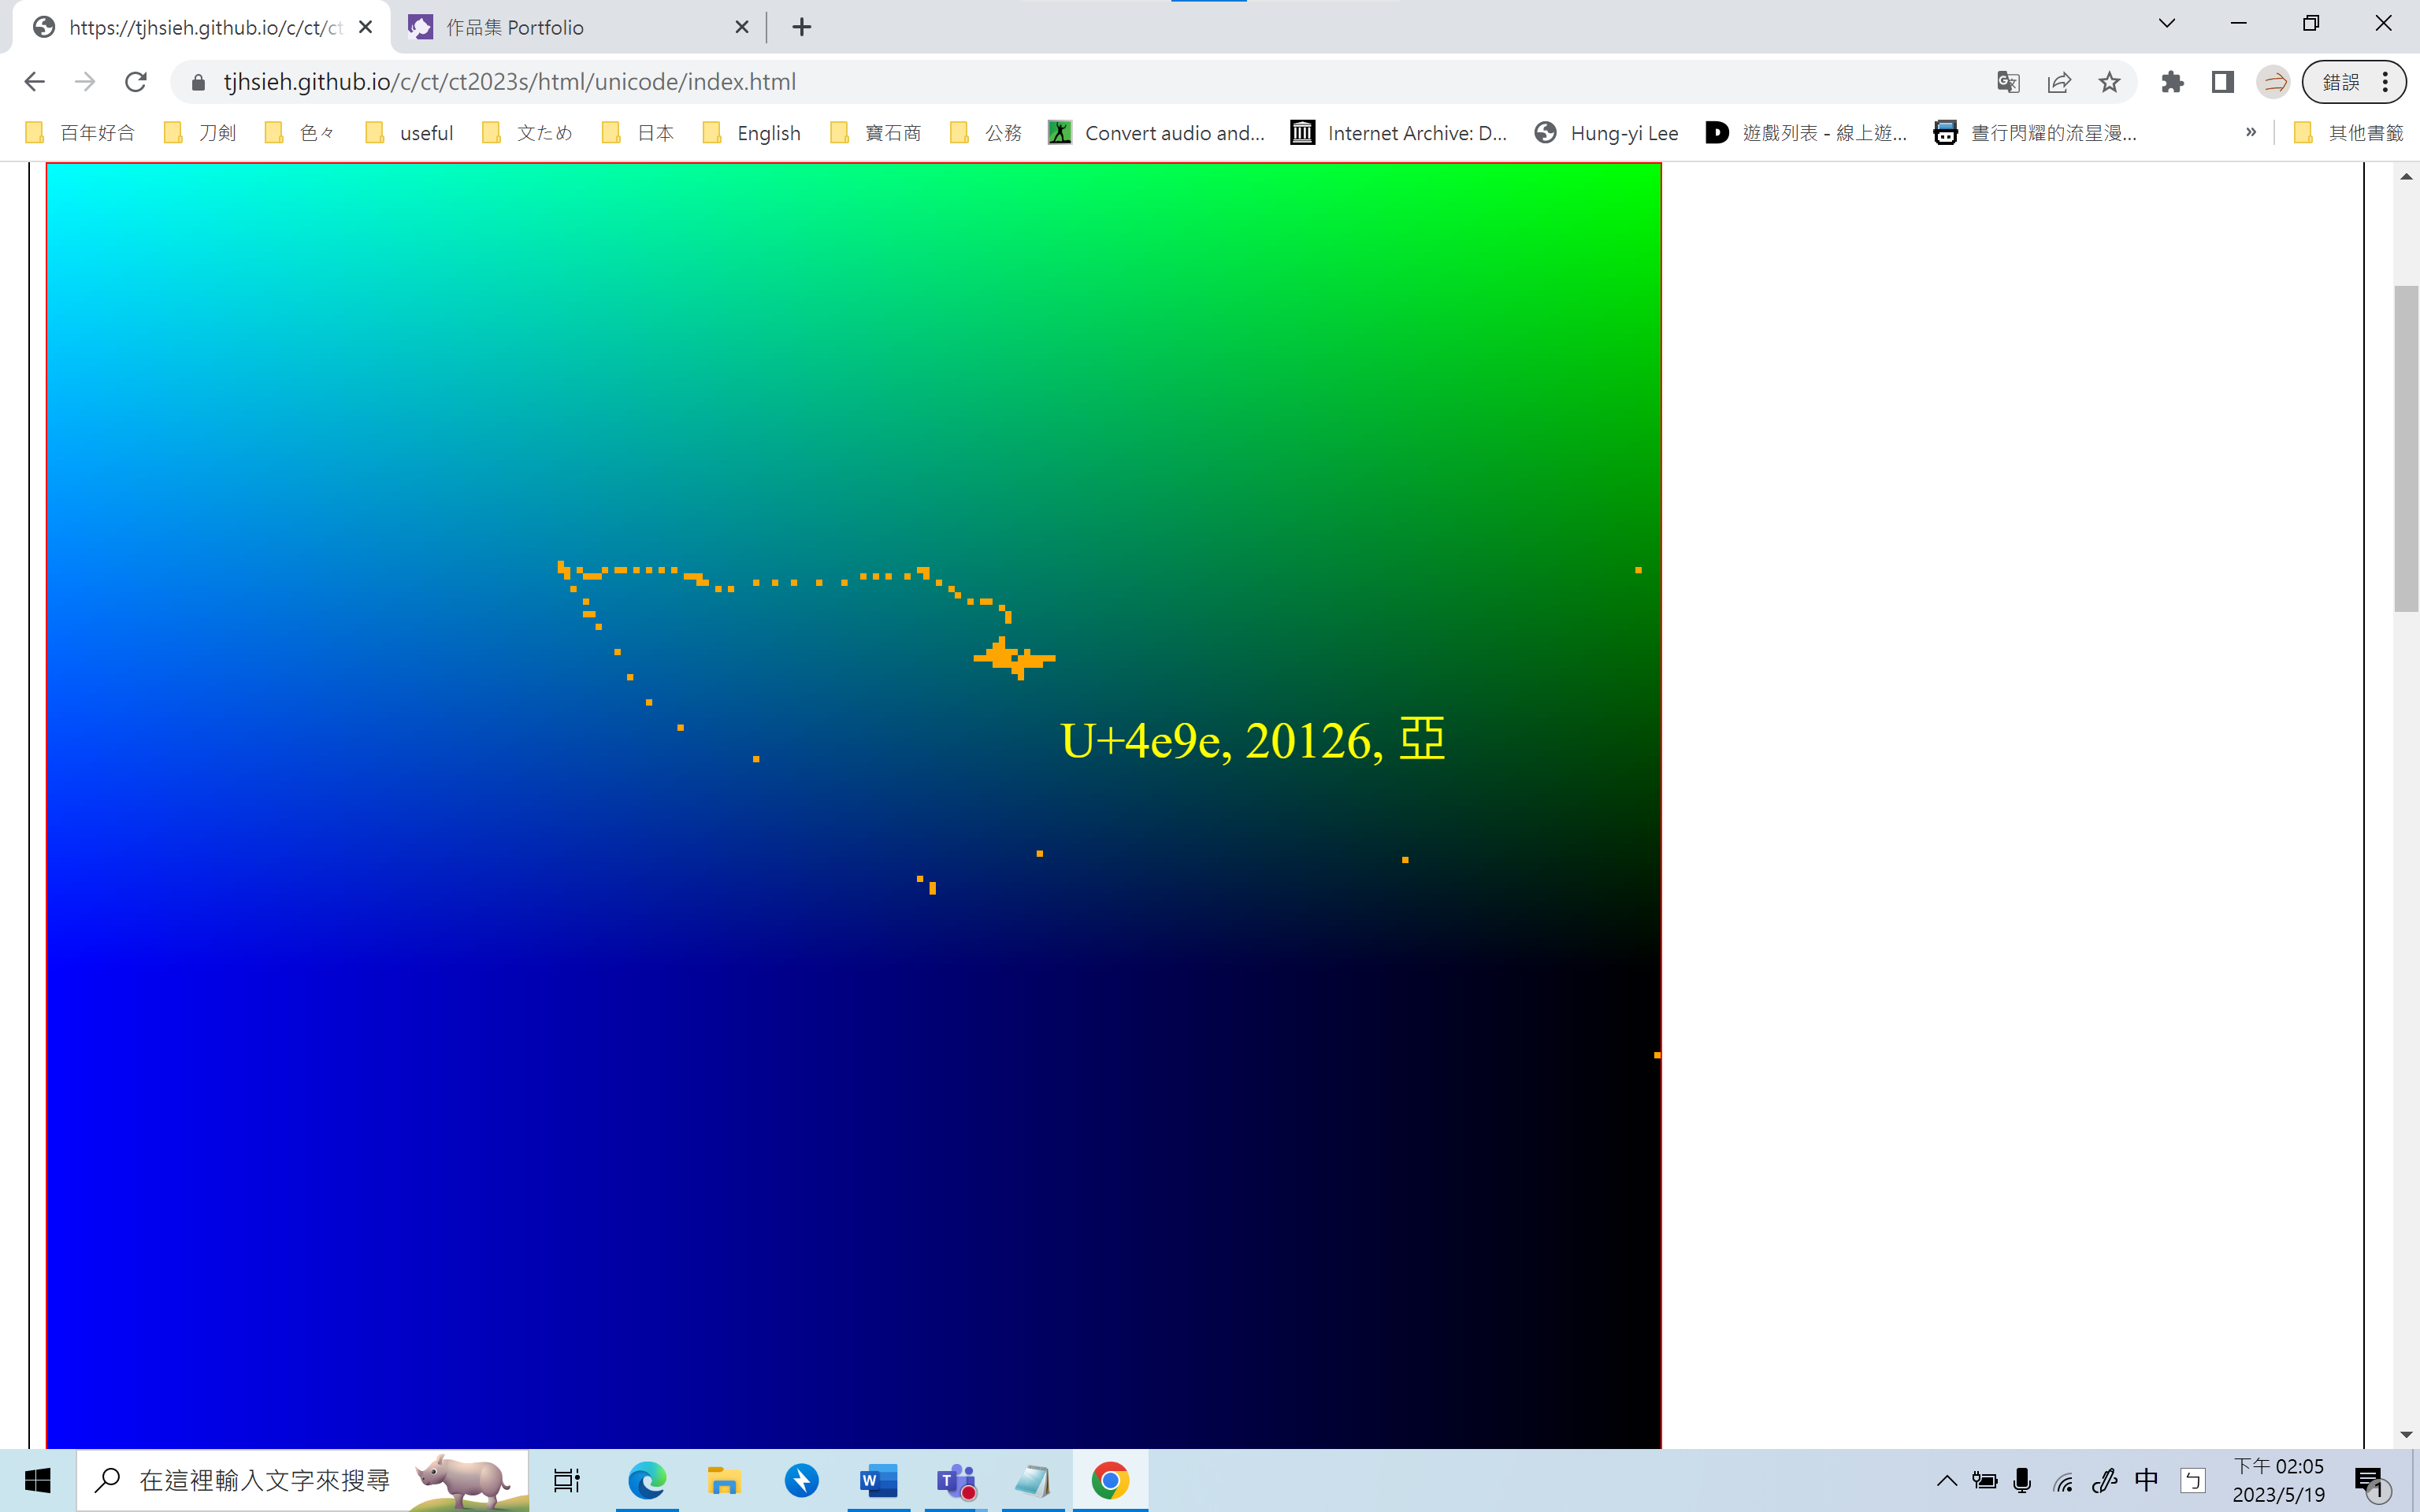 https://tjhsieh.github.io/c/ct/ct
作品集 Portfolio
tjhsieh.github.io/c/ct/ct2023s/html/unicode/index.html
錯誤
百年好合
刀剣
色々
useful
文ため
日本
English
寶石商
公務
Convert audio and...
Internet Archive: D...
Hung-yi Lee
遊戲列表 - 線上遊...
晝行閃耀的流星漫...
»
其他書籤
U+4e9e, 20126, 亞
在這裡輸入文字來搜尋
中
ㄅ
下午 02:05
2023/5/19
1